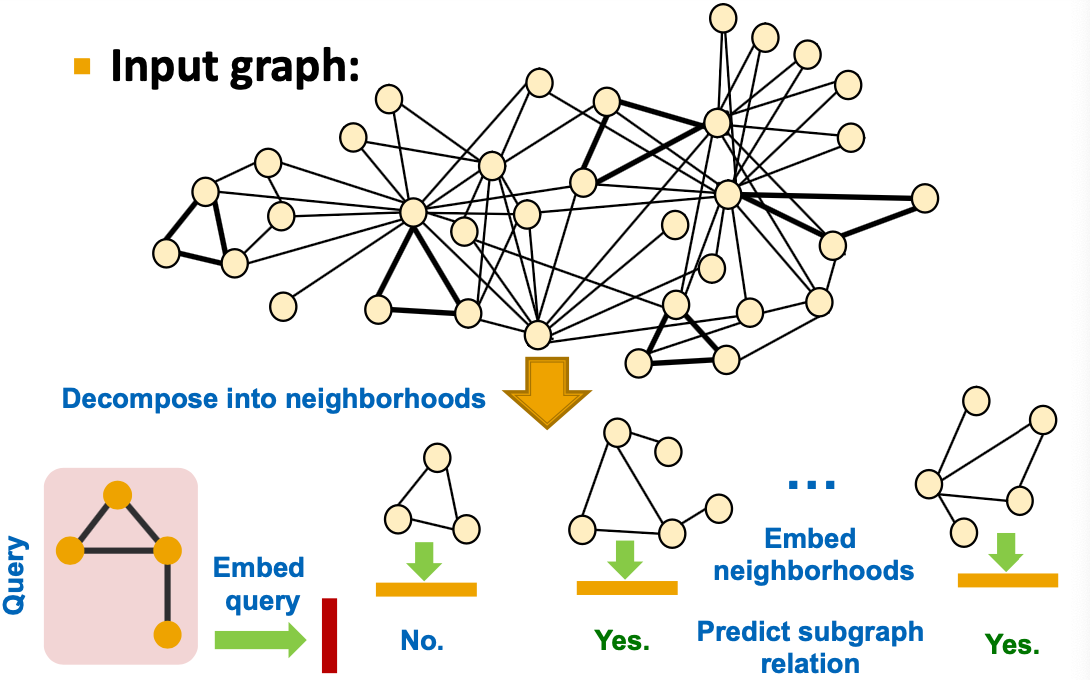 Input graph:
Decompose into neighborhoods
Query
Embed
query
No.
Yes.
...
Embed
neighborhoods
Predict subgraph
relation
Yes.